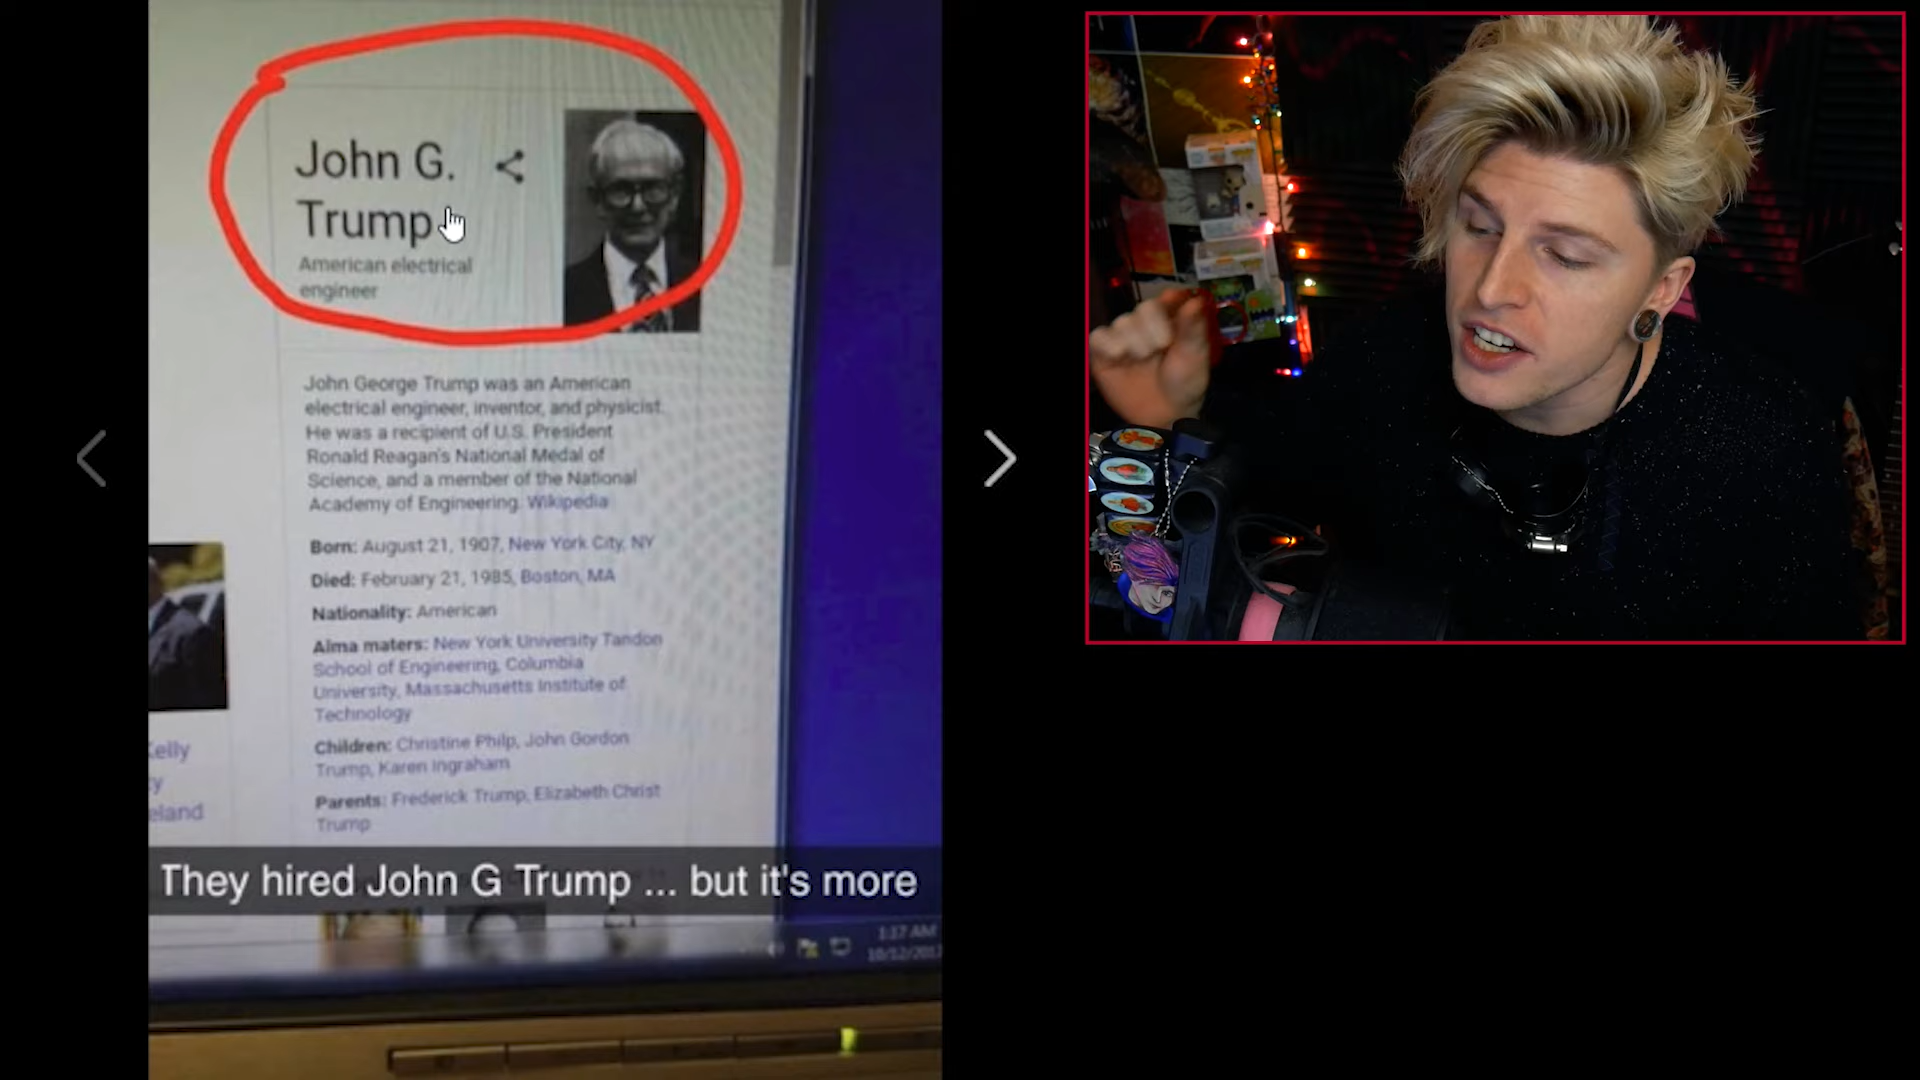 John G.
Trump
American electrical
engineer
John George Trump was an American
electrical engineer, inventor, and physicist.
He was a recipient of U.S. President
Ronald Reagan's National Medal of
Science, and a member of the National
Academy of Engineering. Wikipedia
Born: August 21, 1907, New York City, NY
Died: February 21, 1985, Boston, MA
Nationality: American
Alma maters: New York University Tandon
School of Engineering, Columbia
University, Massachusetts Institute of
Technology
Children: Christine Philp, John Gordon
Trump, Karen Ingraham
Parents: Frederick Trump, Elizabeth Christ
Trump
elly
y
eland
They hired John G Trump ... but it's more
1:17 AM